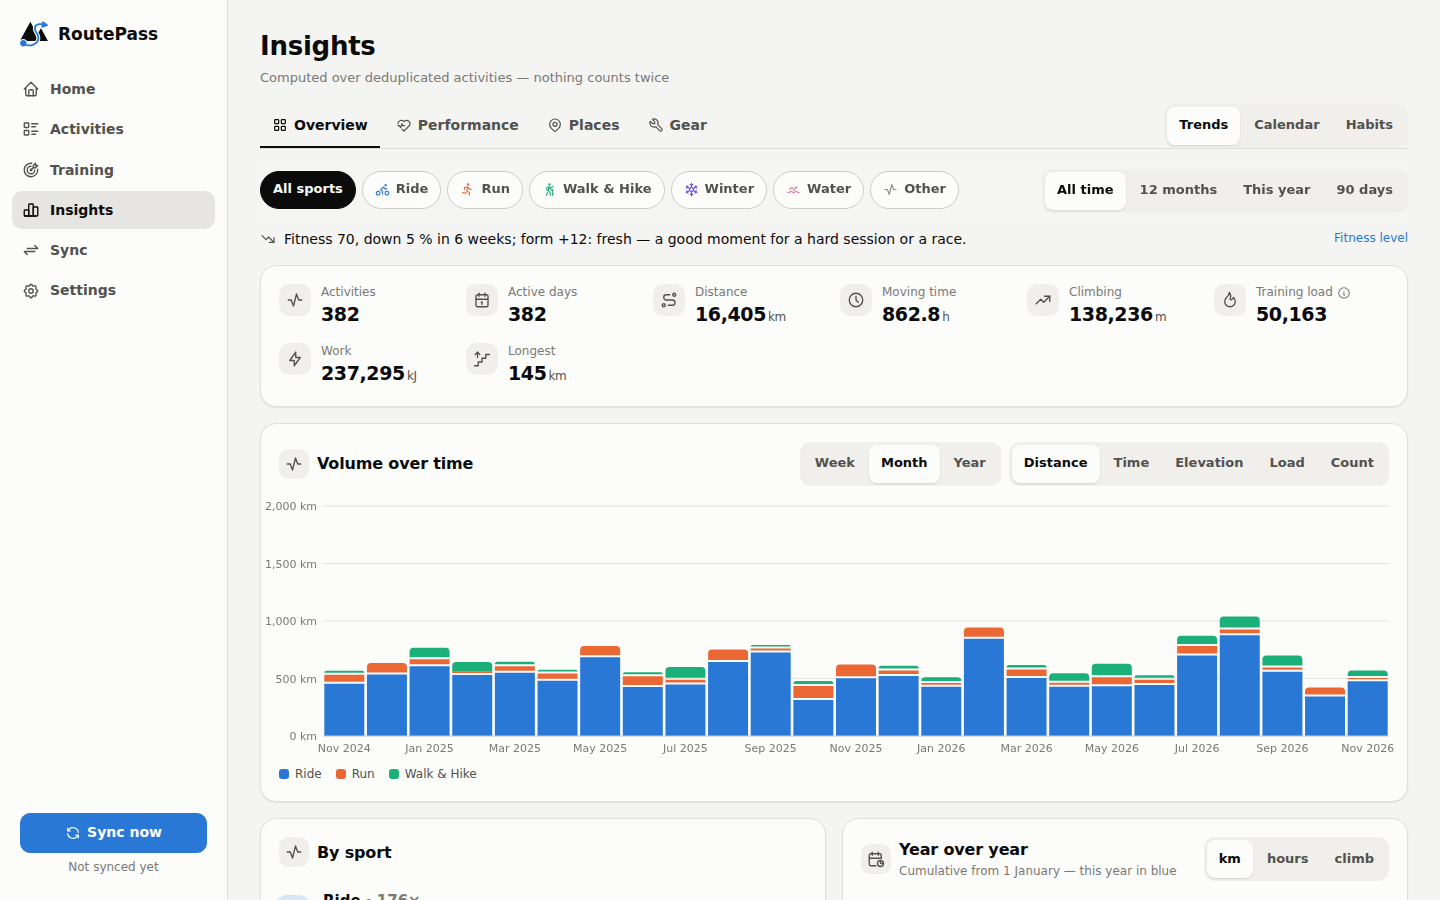 RoutePass
Home
Activities
Training
Insights
Sync
Settings
Sync now
Not synced yet
Insights
Computed over deduplicated activities — nothing counts twice
Overview Performance Places Gear
Trends Calendar Habits
All sports Ride Run Walk & Hike Winter Water Other
All time 12 months This year 90 days
Fitness 70, down 5 % in 6 weeks; form +12: fresh — a good moment for a hard session or a race.
Fitness level
Activities
382
Active days
382
Distance
16,405 km
Moving time
862.8 h
Climbing
138,236 m
Training load
50,163
Work
237,295 kJ
Longest
145 km
Volume over time
Week Month Year
Distance Time Elevation Load Count
2,000 km
1,500 km
1,000 km
500 km
0 km
Nov 2024 Jan 2025 Mar 2025 May 2025 Jul 2025 Sep 2025 Nov 2025 Jan 2026 Mar 2026 May 2026 Jul 2026 Sep 2026 Nov 2026
Ride Run Walk & Hike
By sport
Ride · 176×
Year over year
Cumulative from 1 January — this year in blue
km hours climb